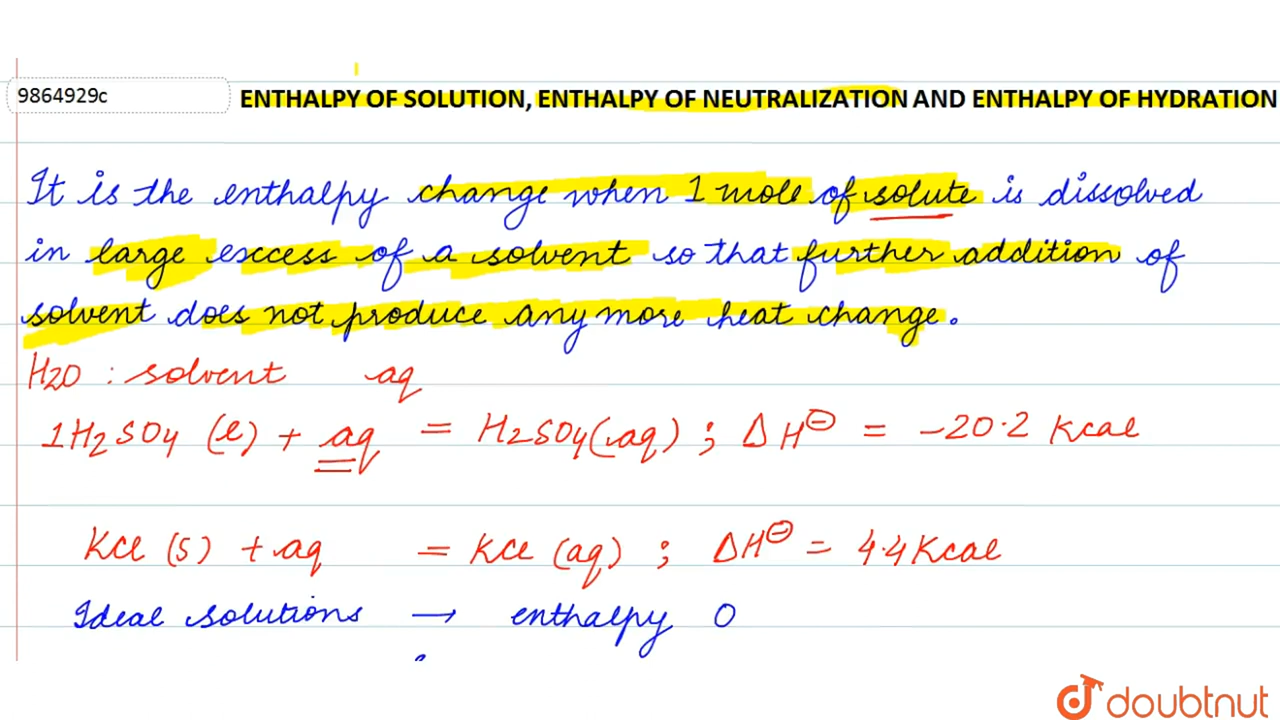 9864929c
ENTHALPY OF SOLUTION, ENTHALPY OF NEUTRALIZATION AND ENTHALPY OF HYDRATION
It is the enthalpy change when 1 mole of solute is dissolved
in large excess of a solvent so that further addition of
solvent does not produce any more heat change.
H2O : solvent aq
1H2SO4 (l) + aq = H2SO4(aq) ; ΔH⊖ = -20.2 Kcal
KCl (s) + aq = KCl (aq) ; ΔH⊖ = 4.4 Kcal
Ideal solutions → enthalpy 0
doubtnut